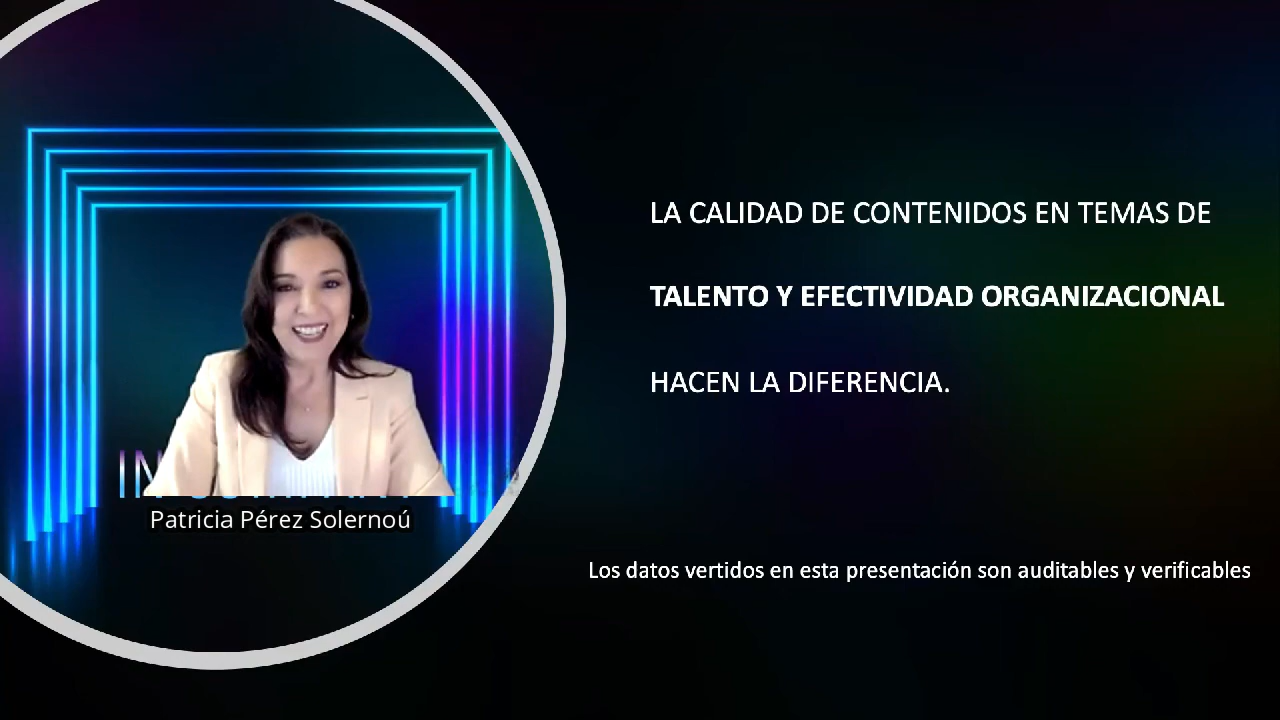 LA CALIDAD DE CONTENIDOS EN TEMAS DE
TALENTO Y EFECTIVIDAD ORGANIZACIONAL
HACEN LA DIFERENCIA.
Patricia Pérez Solernoú
Los datos vertidos en esta presentación son auditables y verificables